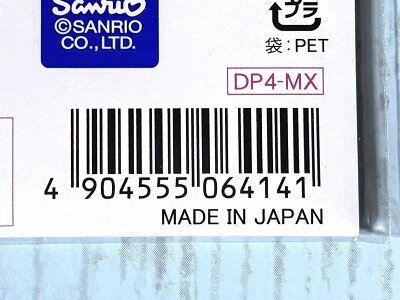 Sanrio
©SANRIO
CO.,LTD.
プラ
袋：PET
DP4-MX
4 904555 064141
MADE IN JAPAN